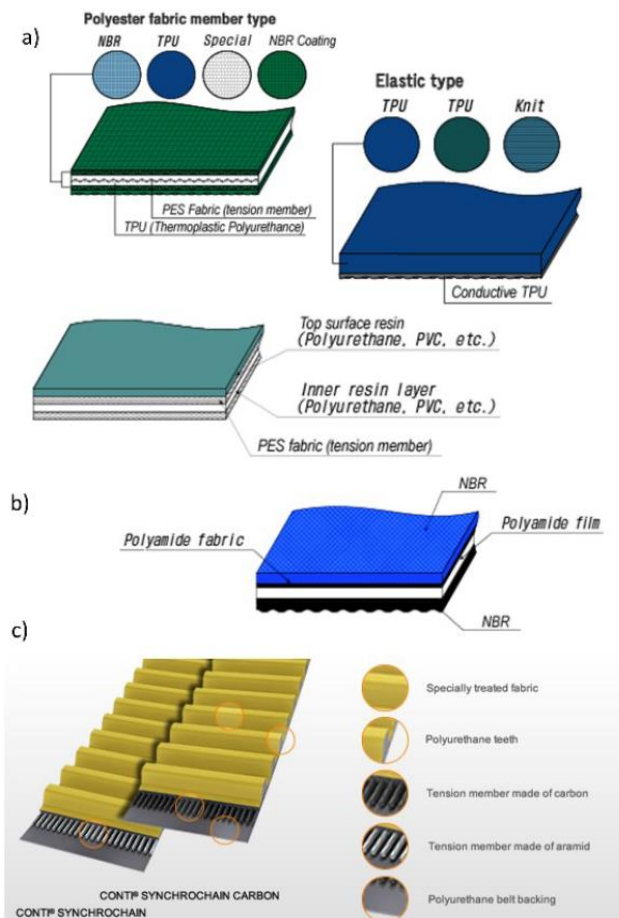 a)
Polyester fabric member type
NBR TPU Special NBR Coating
PES Fabric (tension member)
TPU (Thermoplastic Polyurethance)
Elastic type
TPU TPU Knit
Conductive TPU
Top surface resin
(Polyurethane, PVC, etc.)
Inner resin layer
(Polyurethane, PVC, etc.)
PES fabric (tension member)
b)
NBR
Polyamide fabric
Polyamide film
NBR
c)
Specially treated fabric
Polyurethane teeth
Tension member made of carbon
Tension member made of aramid
Polyurethane belt backing
CONTI® SYNCHROCHAIN CARBON
CONTI® SYNCHROCHAIN